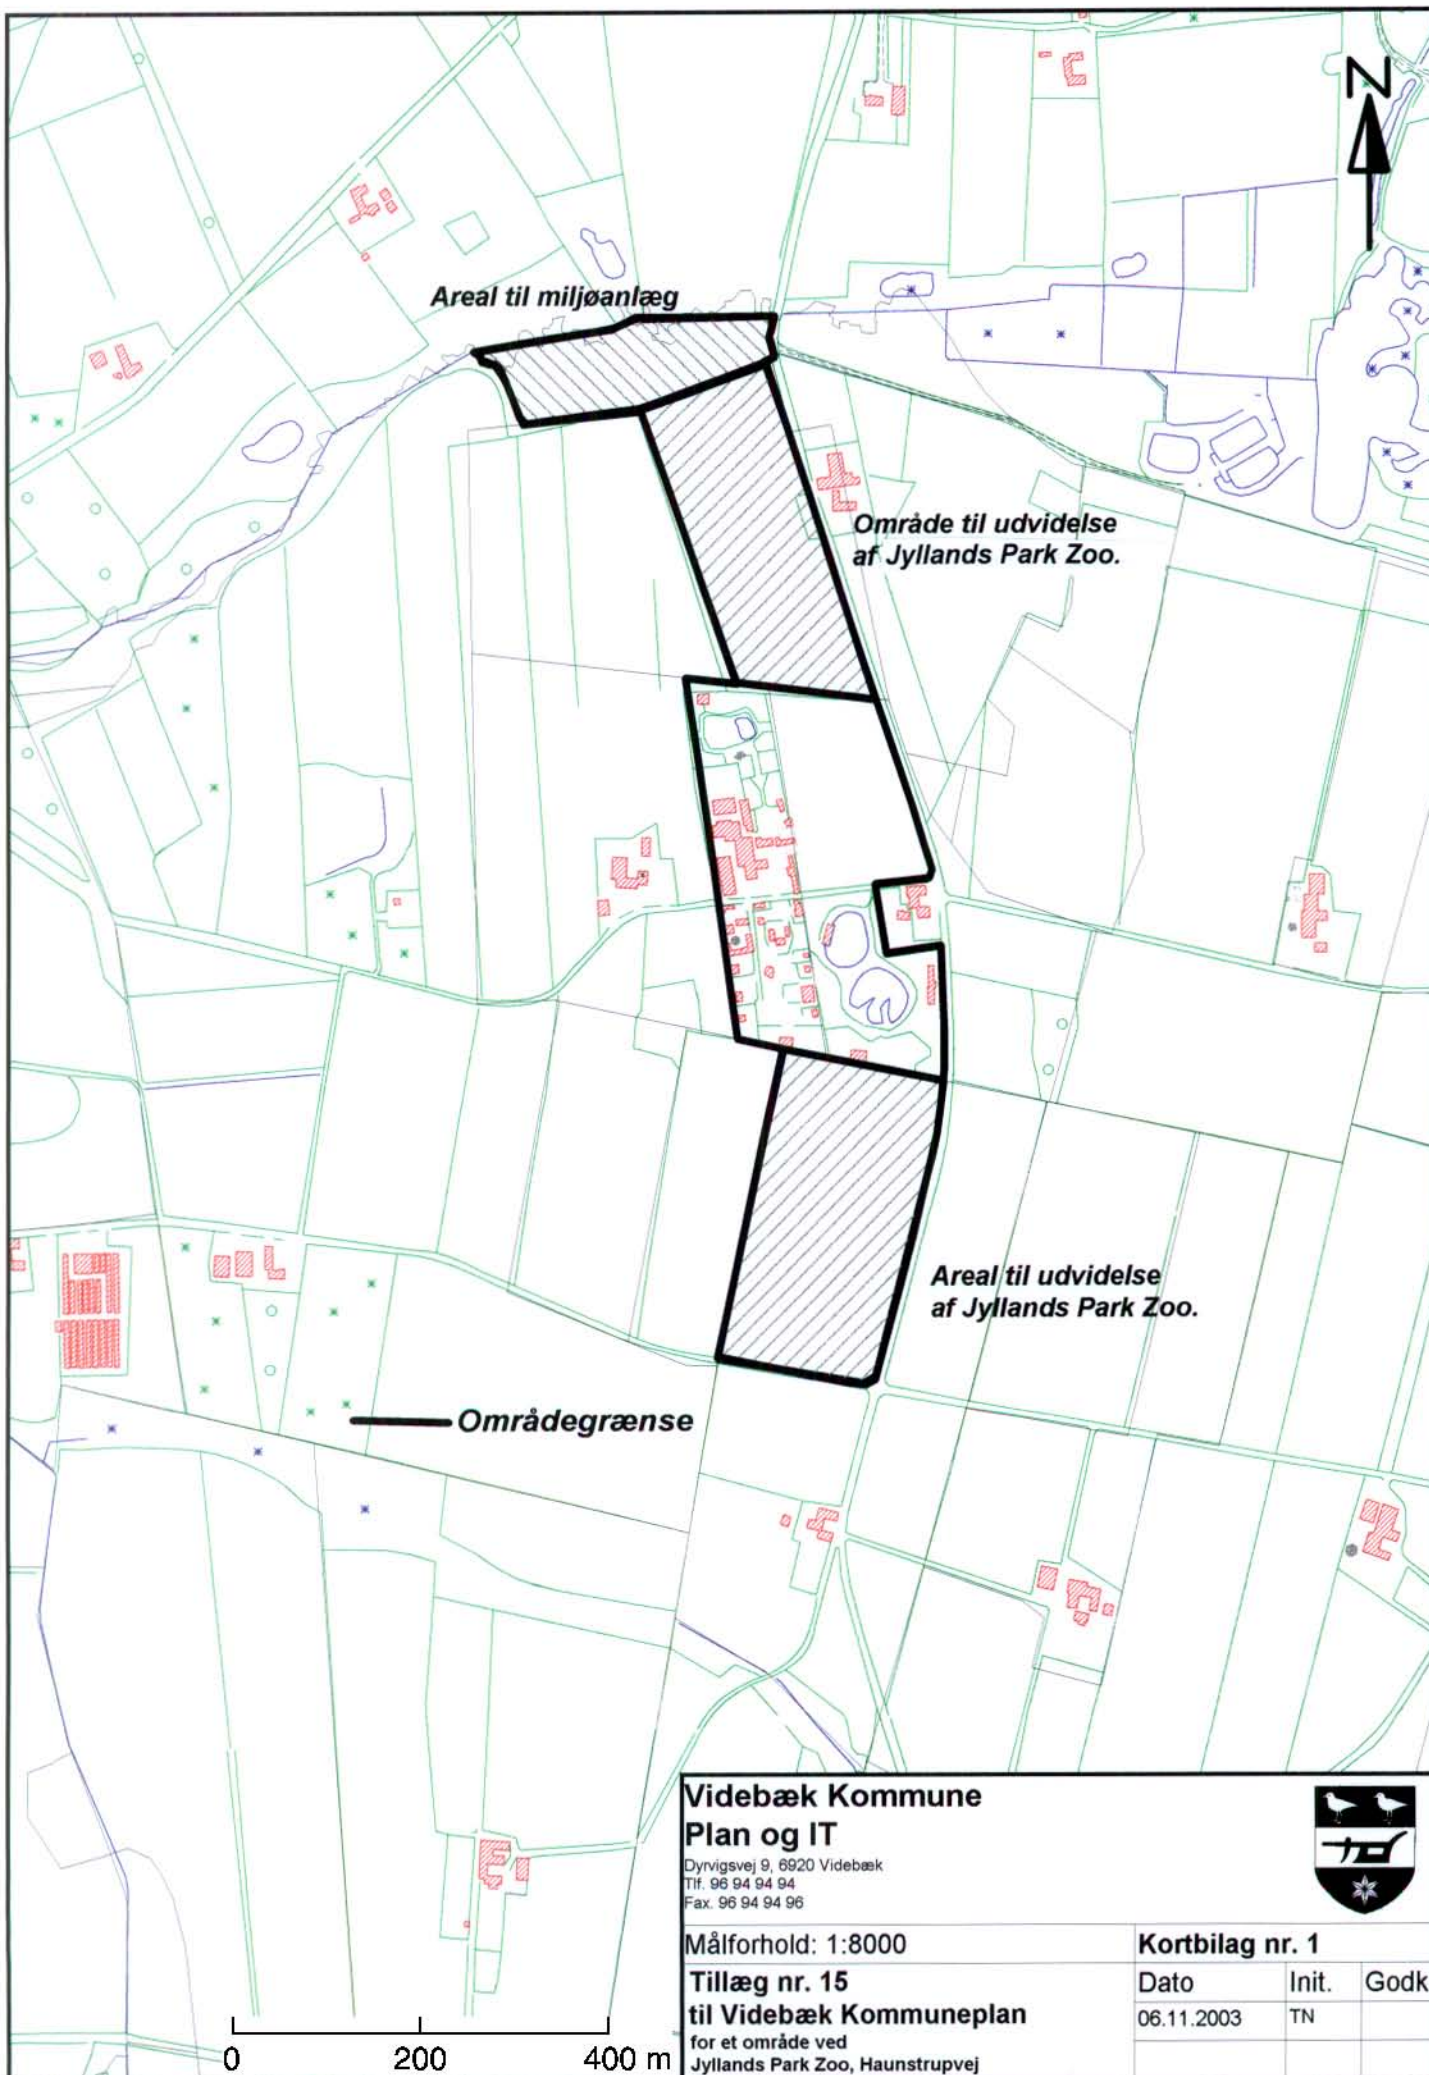 N
Areal til miljøanlæg
Område til udvidelse
af Jyllands Park Zoo.
Areal til udvidelse
af Jyllands Park Zoo.
Områdegrænse
0 200 400 m
Videbæk Kommune
Plan og IT
Dyrvigsvej 9, 6920 Videbæk
Tlf. 96 94 94 94
Fax. 96 94 94 96
Målforhold: 1:8000
Kortbilag nr. 1
Tillæg nr. 15
til Videbæk Kommuneplan
for et område ved
Jyllands Park Zoo, Haunstrupvej
Dato Init. Godk
06.11.2003 TN